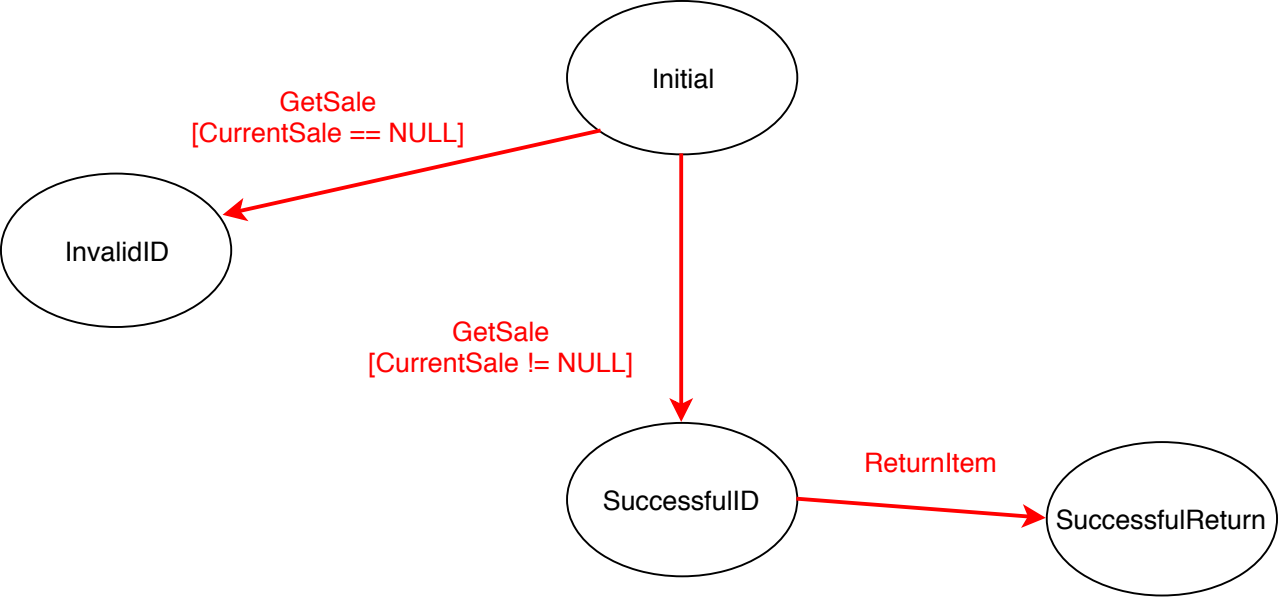 Initial
GetSale
[CurrentSale == NULL]
InvalidID
GetSale
[CurrentSale != NULL]
SuccessfulID
ReturnItem
SuccessfulReturn